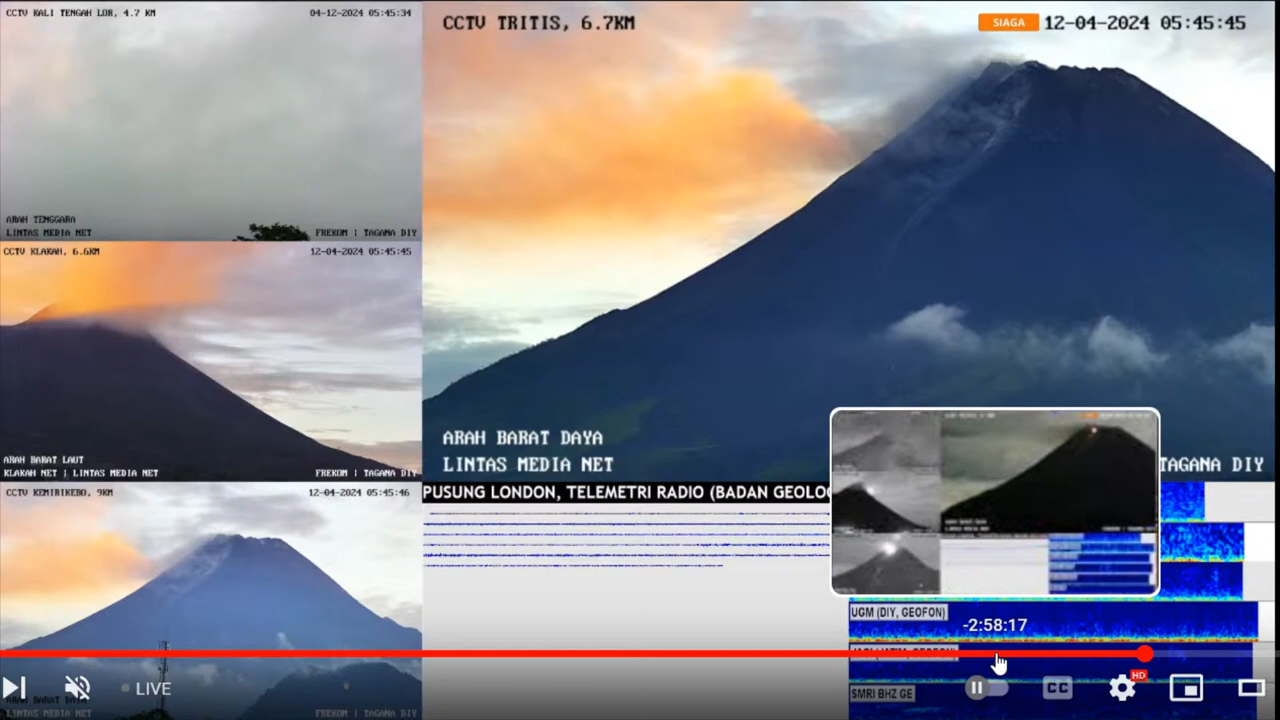 CCTV KALI TENGAH LOR, 4.7 KM
04-12-2024 05:45:34
ARAH TENGGARA
LINTAS MEDIA NET
FREKOM | TAGANA DIY
CCTV TRITIS, 6.7KM
SIAGA
12-04-2024 05:45:45
ARAH BARAT DAYA
LINTAS MEDIA NET
TAGANA DIY
CCTV KLAKAH, 6.6KM
12-04-2024 05:45:45
ARAH BARAT LAUT
KLAKAH NET | LINTAS MEDIA NET
FREKOM | TAGANA DIY
CCTV KEMIRIKEBO, 9KM
12-04-2024 05:45:46
LINTAS MEDIA NET
FREKOM | TAGANA DIY
PUSUNG LONDON, TELEMETRI RADIO (BADAN
UGM (DIY, GEOFON)
-2:58:17
SMRI BHZ GE
LIVE
CC
HD